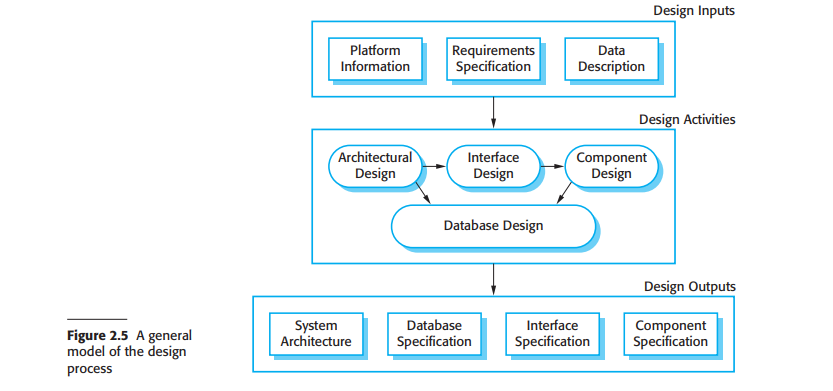 Design Inputs
Platform
Information
Requirements
Specification
Data
Description
Design Activities
Architectural
Design
Interface
Design
Component
Design
Database Design
Design Outputs
System
Architecture
Database
Specification
Interface
Specification
Component
Specification
Figure 2.5 A general
model of the design
process